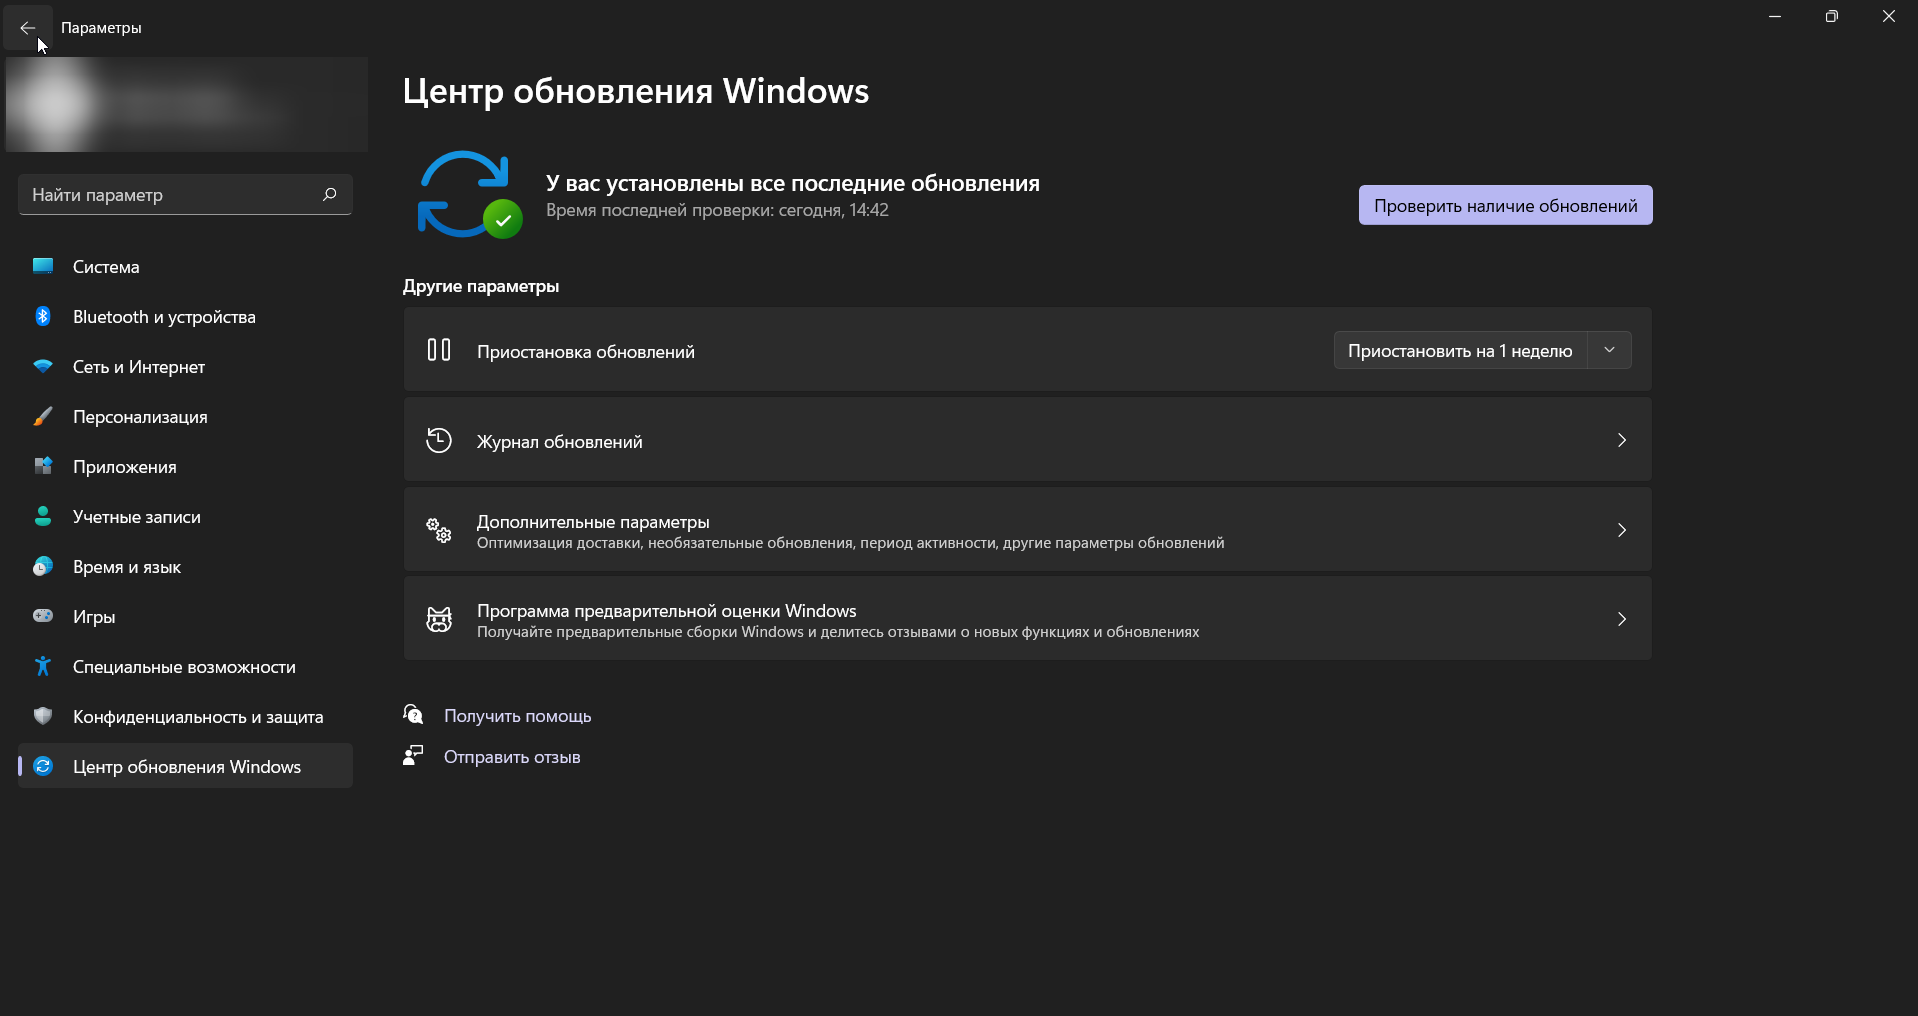 Параметры
Найти параметр
Система
Bluetooth и устройства
Сеть и Интернет
Персонализация
Приложения
Учетные записи
Время и язык
Игры
Специальные возможности
Конфиденциальность и защита
Центр обновления Windows
Центр обновления Windows
У вас установлены все последние обновления
Время последней проверки: сегодня, 14:42
Проверить наличие обновлений
Другие параметры
Приостановка обновлений
Приостановить на 1 неделю
Журнал обновлений
Дополнительные параметры
Оптимизация доставки, необязательные обновления, период активности, другие параметры обновлений
Программа предварительной оценки Windows
Получайте предварительные сборки Windows и делитесь отзывами о новых функциях и обновлениях
Получить помощь
Отправить отзыв